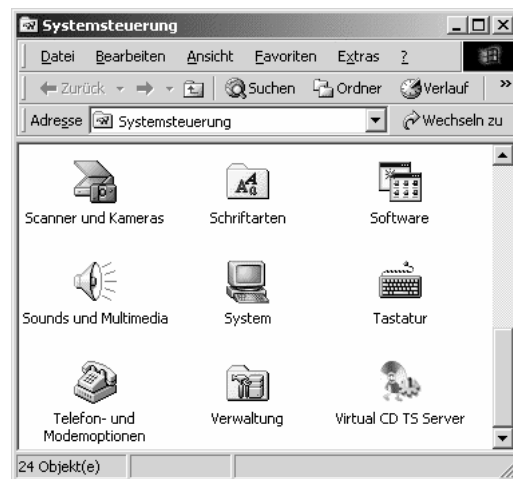 Systemsteuerung
Datei Bearbeiten Ansicht Favoriten Extras ?
Zurück Suchen Ordner Verlauf »
Adresse Systemsteuerung Wechseln zu
Scanner und Kameras Schriftarten Software
Sounds und Multimedia System Tastatur
Telefon- und Verwaltung Virtual CD TS Server
Modemoptionen
24 Objekt(e)